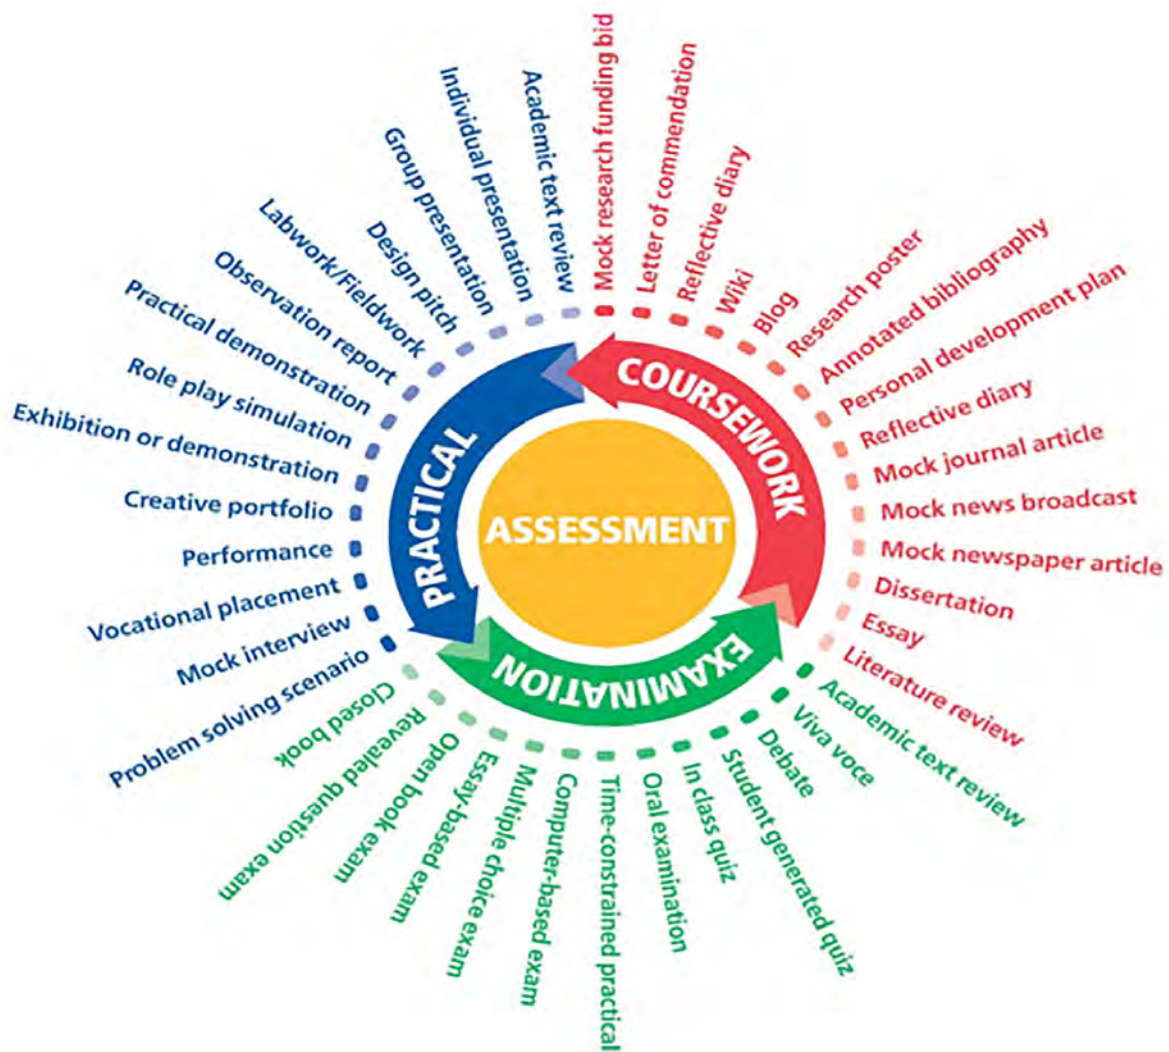 ASSESSMENT
COURSEWORK
Mock research funding bid
Letter of commendation
Reflective diary
Wiki
Blog
Research poster
Annotated bibliography
Personal development plan
Reflective diary
Mock journal article
Mock news broadcast
Mock newspaper article
Dissertation
Essay
Literature review
EXAMINATION
Academic text review
Viva voce
Debate
Student generated quiz
In class quiz
Oral examination
Time-constrained practical
Computer-based exam
Multiple choice exam
Essay-based exam
Open book exam
Revealed question exam
Closed book
PRACTICAL
Problem solving scenario
Mock interview
Vocational placement
Performance
Creative portfolio
Exhibition or demonstration
Role play simulation
Practical demonstration
Observation report
Labwork/Fieldwork
Design pitch
Group presentation
Individual presentation
Academic text review